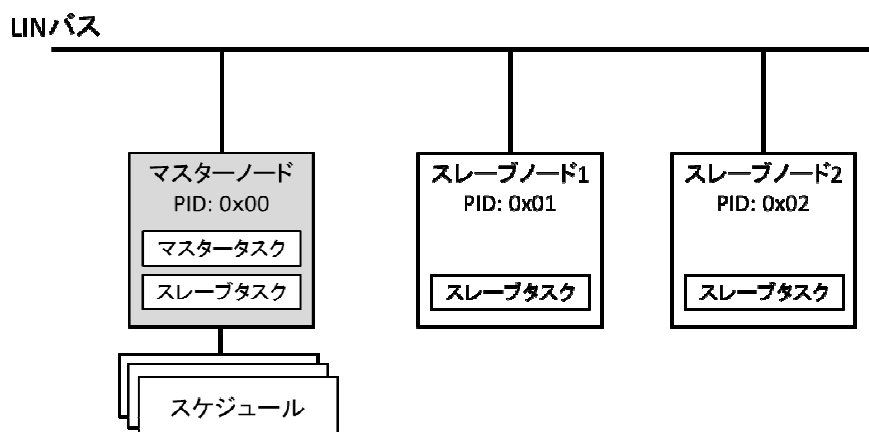 LINバス
マスターノード
PID: 0x00
マスタータスク
スレーブタスク
スケジュール
スレーブノード1
PID: 0x01
スレーブタスク
スレーブノード2
PID: 0x02
スレーブタスク